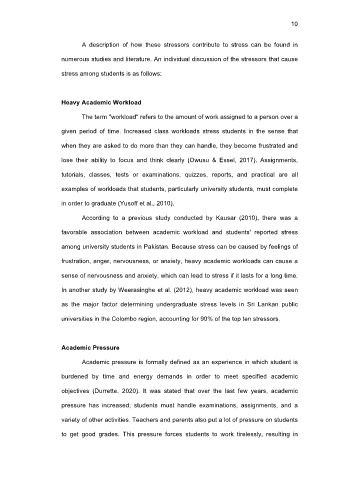 10
A description of how these stressors contribute to stress can be found in
numerous studies and literature. An individual discussion of the stressors that cause
stress among students is as follows:
Heavy Academic Workload
The term "workload" refers to the amount of work assigned to a person over a
given period of time. Increased class workloads stress students in the sense that
when they are asked to do more than they can handle, they become frustrated and
lose their ability to focus and think clearly (Owusu & Essel, 2017). Assignments,
tutorials, classes, tests or examinations, quizzes, reports, and practical are all
examples of workloads that students, particularly university students, must complete
in order to graduate (Yusoff et al., 2010).
According to a previous study conducted by Kausar (2010), there was a
favorable association between academic workload and students' reported stress
among university students in Pakistan. Because stress can be caused by feelings of
frustration, anger, nervousness, or anxiety, heavy academic workloads can cause a
sense of nervousness and anxiety, which can lead to stress if it lasts for a long time.
In another study by Weerasinghe et al. (2012), heavy academic workload was seen
as the major factor determining undergraduate stress levels in Sri Lankan public
universities in the Colombo region, accounting for 90% of the top ten stressors.
Academic Pressure
Academic pressure is formally defined as an experience in which student is
burdened by time and energy demands in order to meet specified academic
objectives (Durrette, 2020). It was stated that over the last few years, academic
pressure has increased; students must handle examinations, assignments, and a
variety of other activities. Teachers and parents also put a lot of pressure on students
to get good grades. This pressure forces students to work tirelessly, resulting in